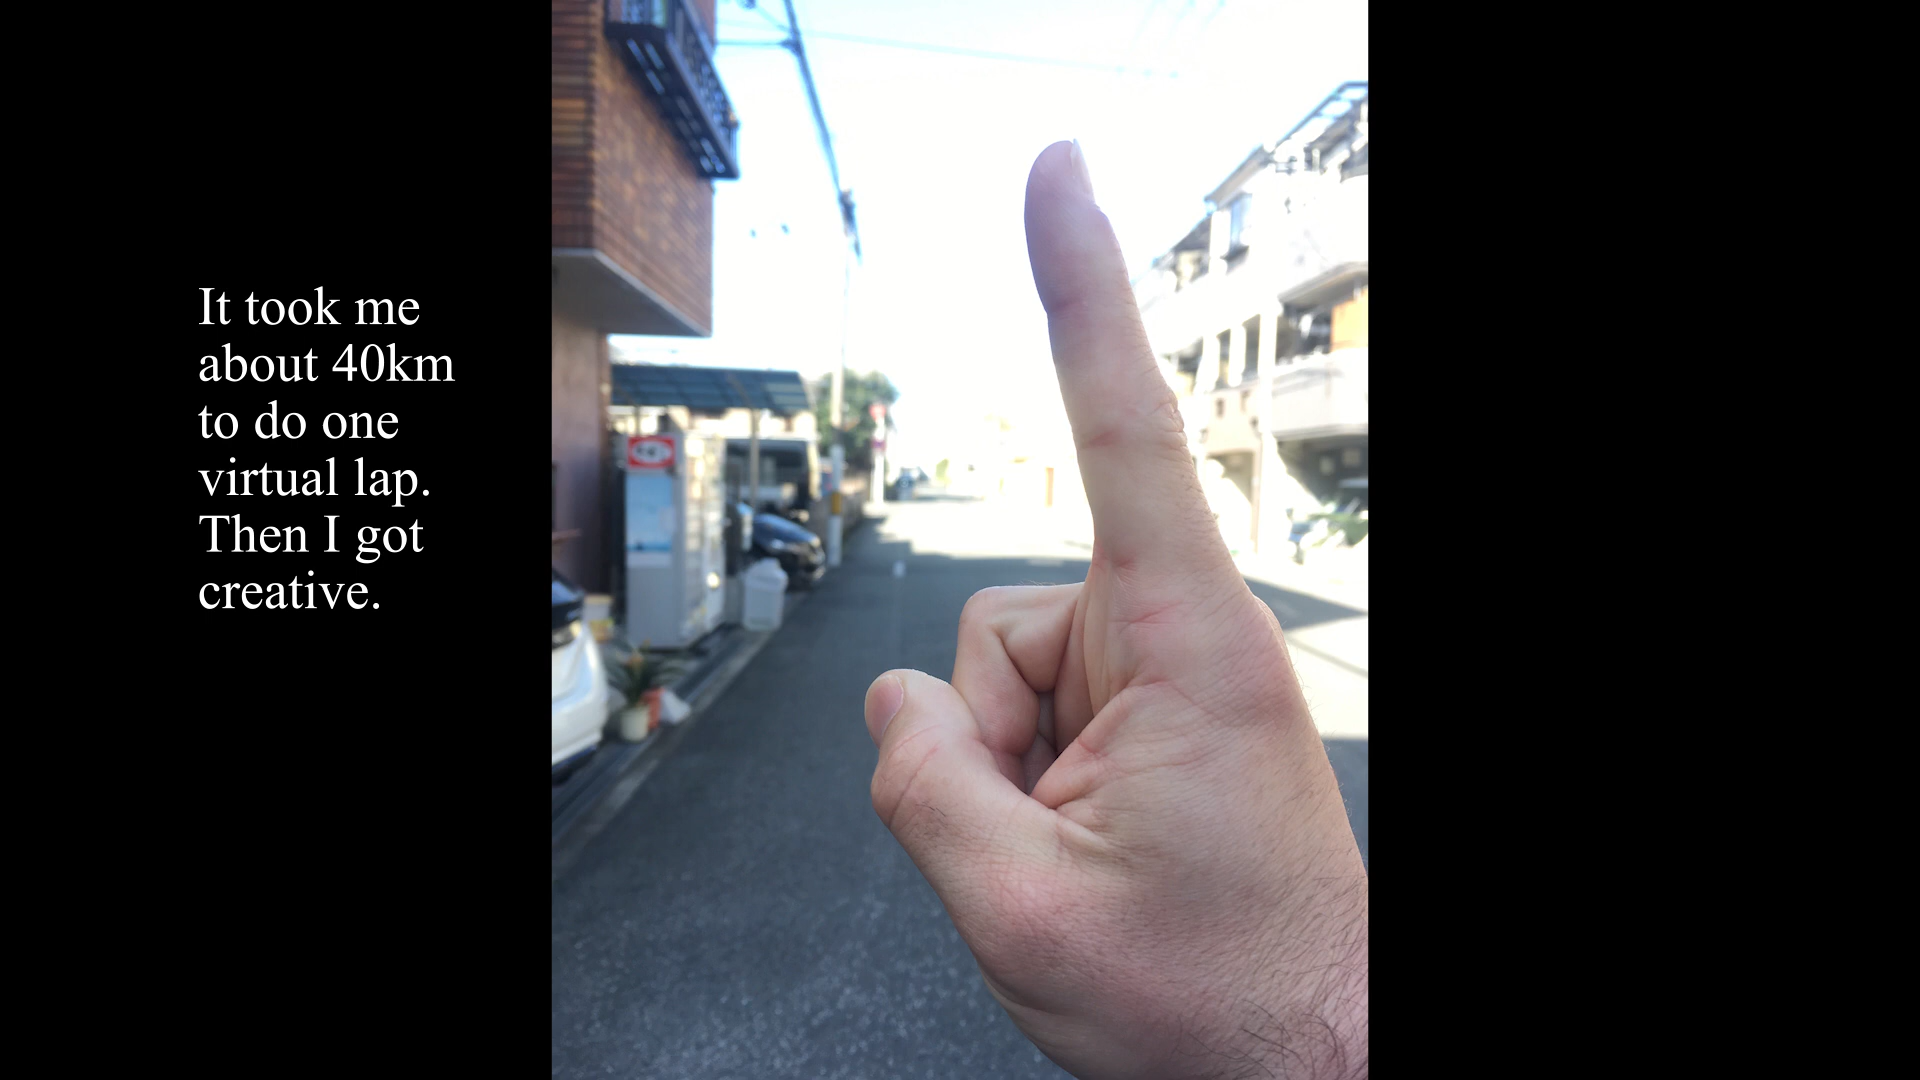 It took me
about 40km
to do one
virtual lap.
Then I got
creative.